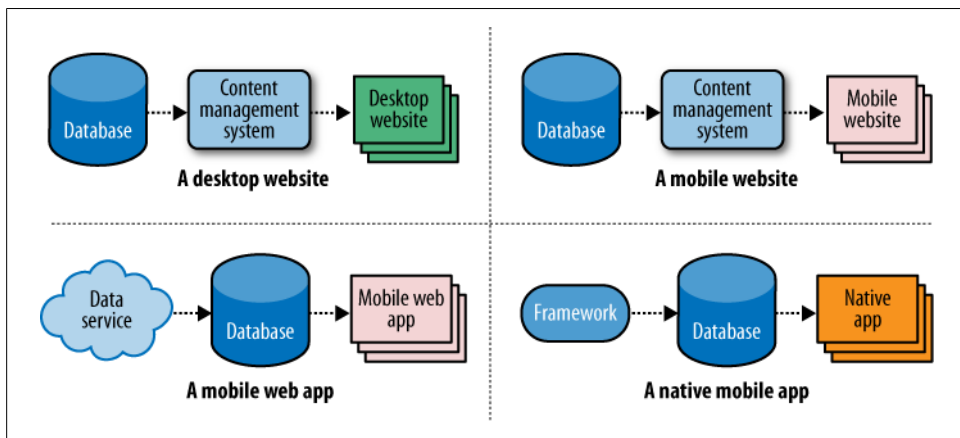 Database
Content
management
system
Desktop
website
A desktop website
Database
Content
management
system
Mobile
website
A mobile website
Data
service
Database
Mobile web
app
A mobile web app
Framework
Database
Native
app
A native mobile app